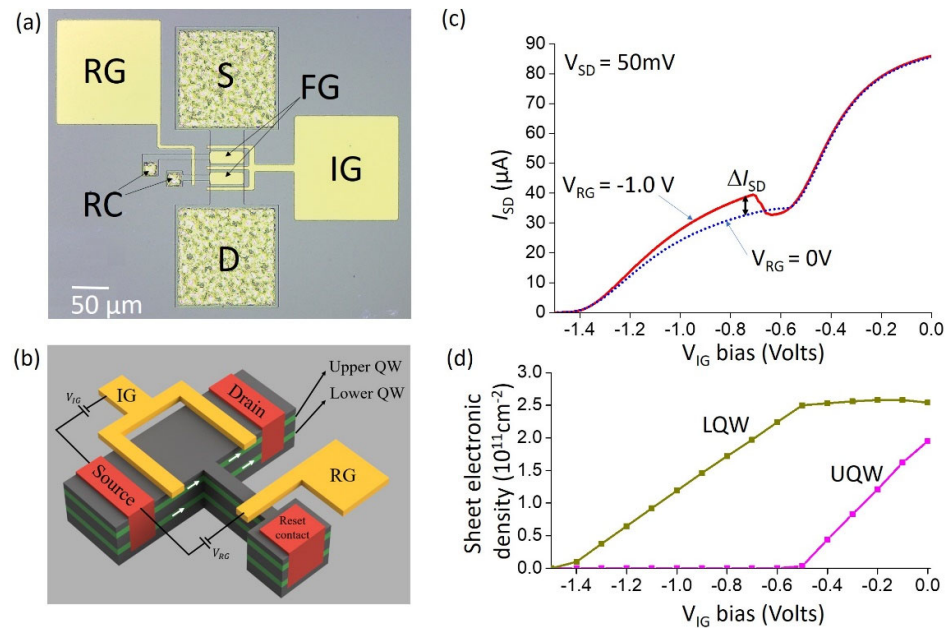 (a)
RG
S
FG
IG
RC
D
50 µm
(b)
Upper QW
Lower QW
IG
V_IG
Drain
Source
RG
Reset
contact
V_RG
(c)
90
80
70
60
50
40
30
20
10
0
I_SD (µA)
V_SD = 50mV
ΔI_SD
V_RG = -1.0 V
V_RG = 0V
-1.4 -1.2 -1.0 -0.8 -0.6 -0.4 -0.2 0.0
V_IG bias (Volts)
(d)
3.0
2.5
2.0
1.5
1.0
0.5
0.0
Sheet electronic
density (10¹¹cm⁻²)
LQW
UQW
-1.4 -1.2 -1.0 -0.8 -0.6 -0.4 -0.2 0.0
V_IG bias (Volts)